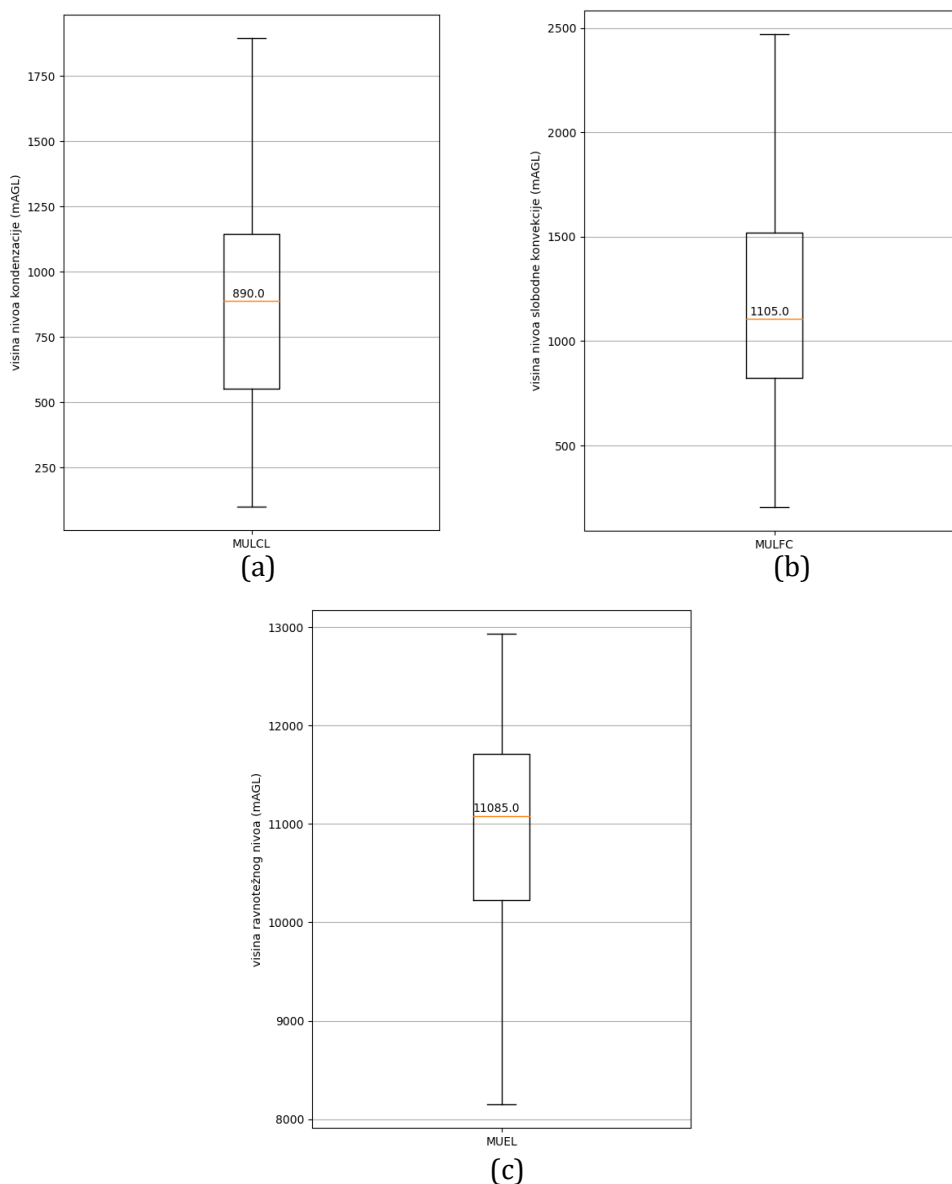 visina nivoa kondenzacije (mAGL)
1750
1500
1250
1000
750
500
250
890.0
MULCL
(a)
visina nivoa slobodne konvekcije (mAGL)
2500
2000
1500
1000
500
1105.0
MULFC
(b)
visina ravnotežnog nivoa (mAGL)
13000
12000
11000
10000
9000
8000
11085.0
MUEL
(c)